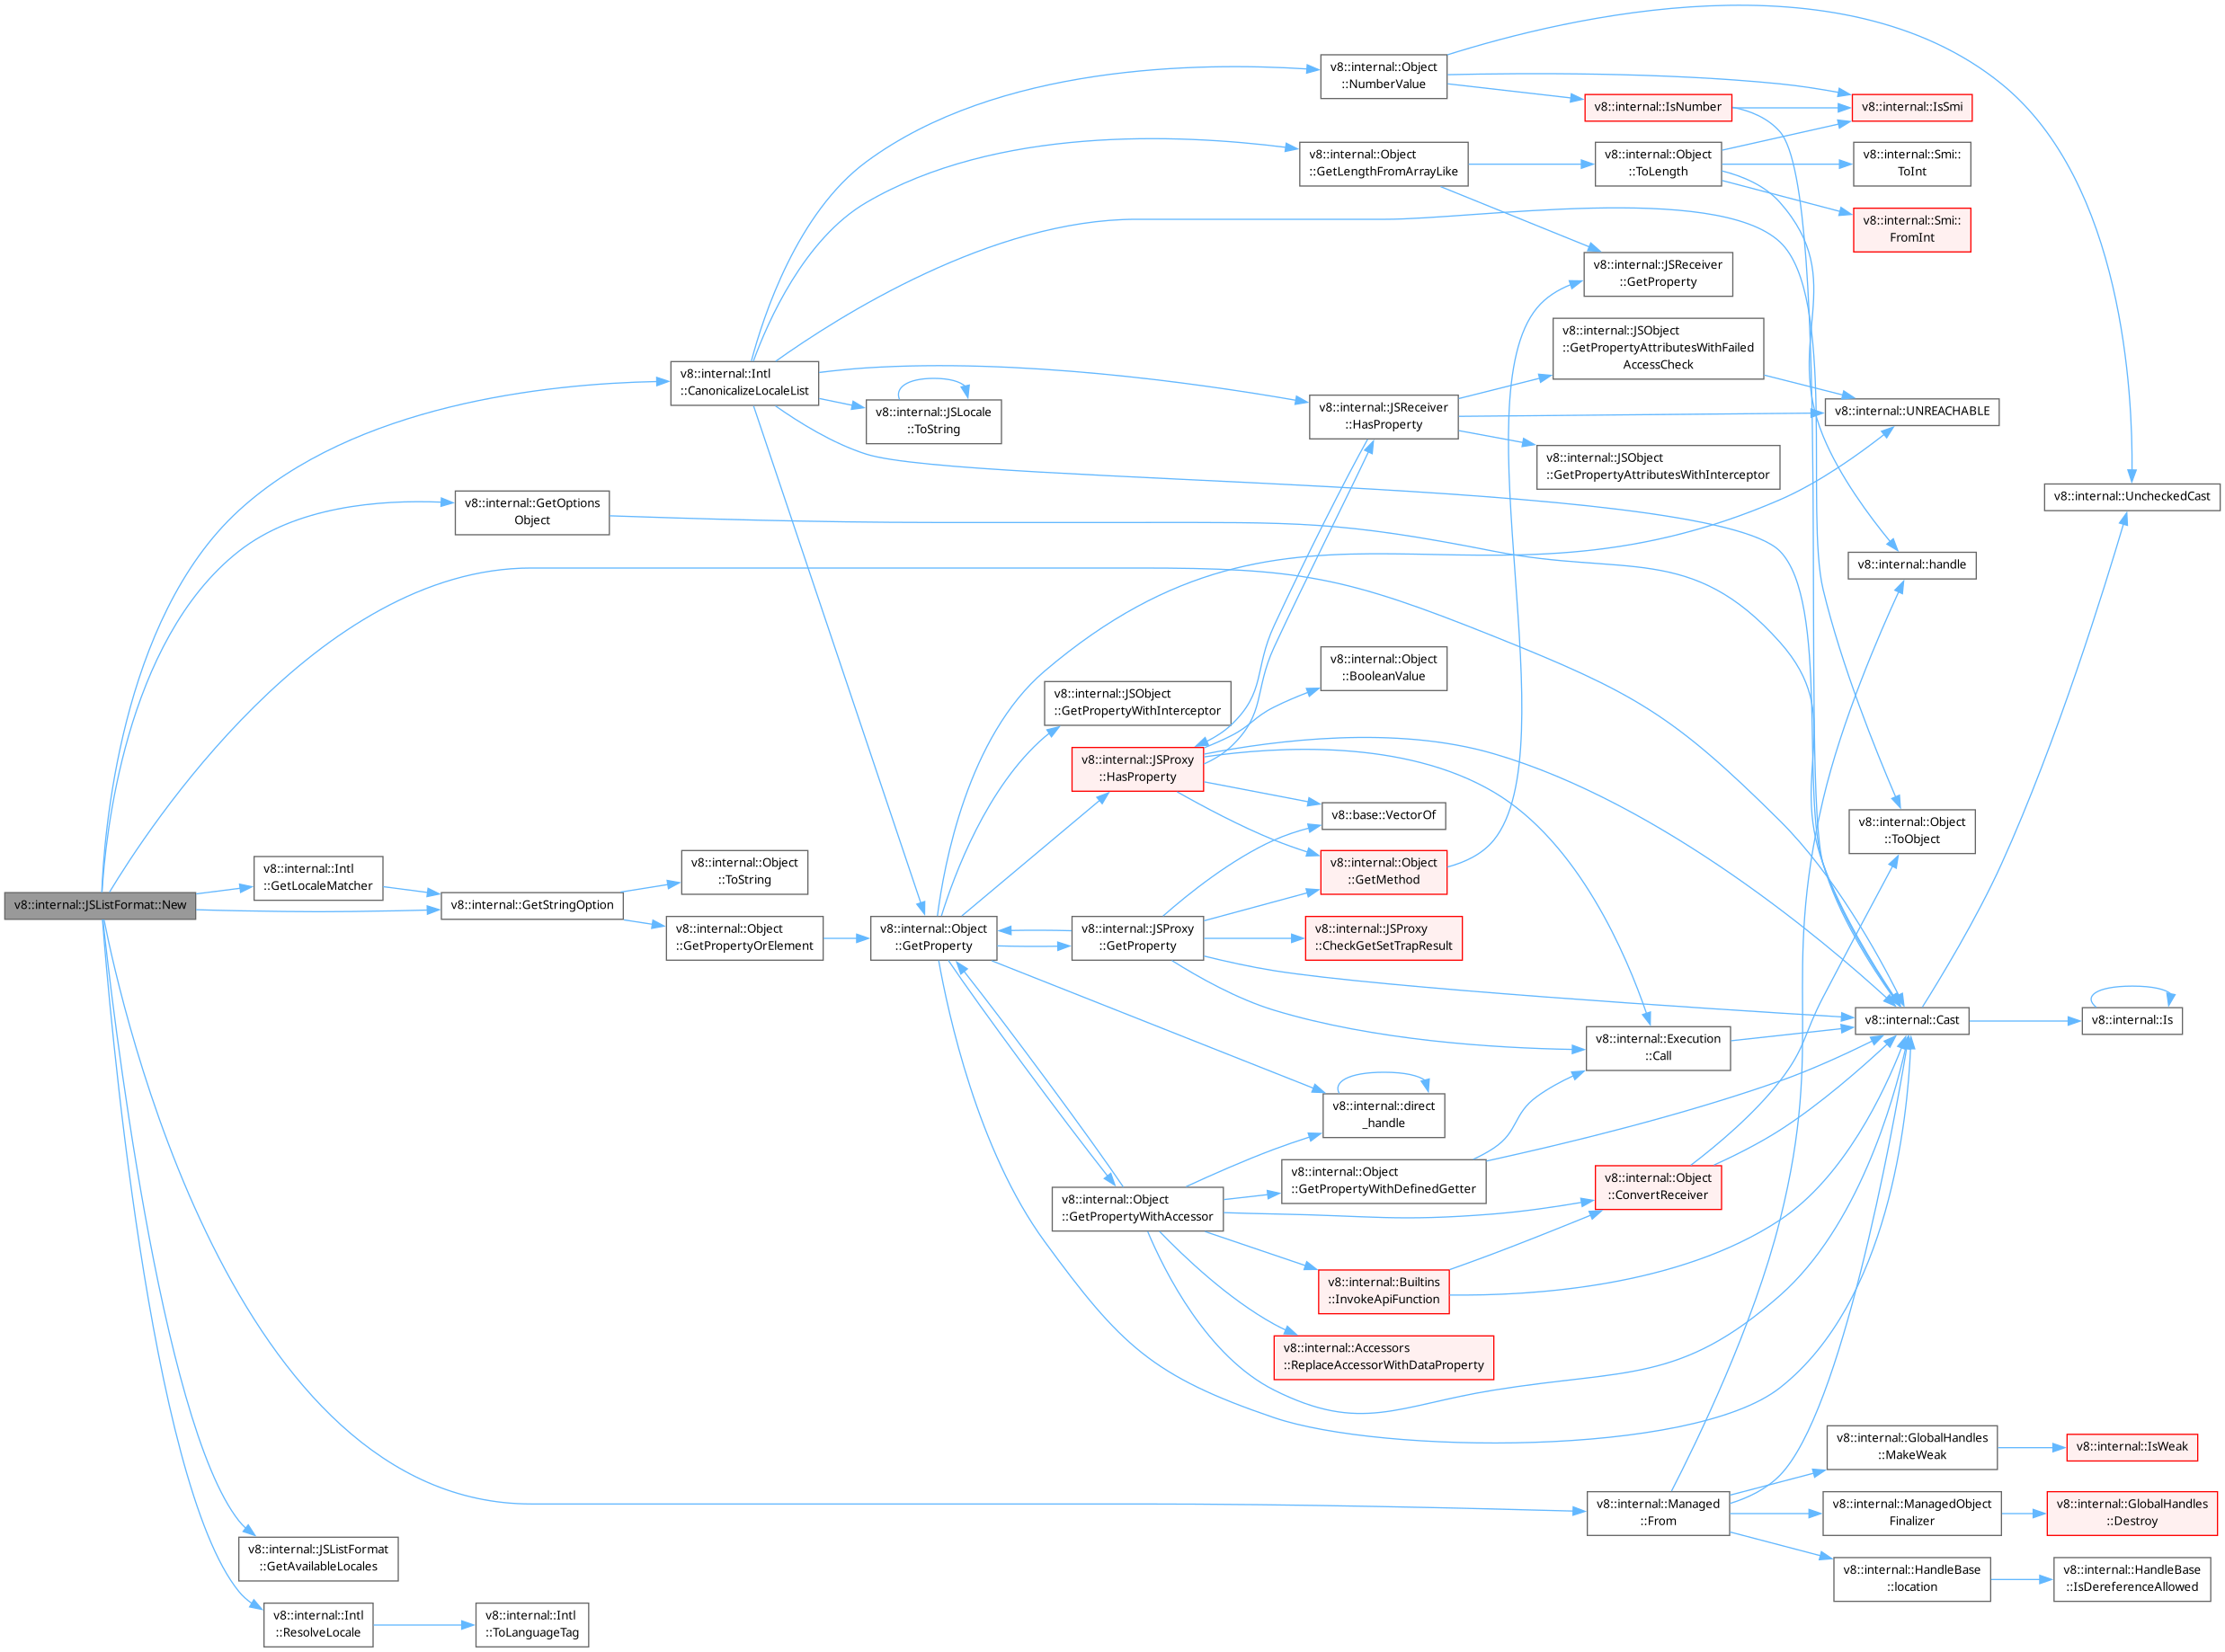 v8::internal::JSListFormat::New
v8::internal::Intl
::CanonicalizeLocaleList
v8::internal::GetOptions
Object
v8::internal::Intl
::GetLocaleMatcher
v8::internal::GetStringOption
v8::internal::JSListFormat
::GetAvailableLocales
v8::internal::Intl
::ResolveLocale
v8::internal::Intl
::ToLanguageTag
v8::internal::Object
::ToString
v8::internal::Object
::GetPropertyOrElement
v8::internal::JSLocale
::ToString
v8::internal::Object
::GetProperty
v8::internal::JSObject
::GetPropertyWithInterceptor
v8::internal::JSProxy
::HasProperty
v8::internal::JSProxy
::GetProperty
v8::internal::Object
::GetPropertyWithAccessor
v8::internal::Object
::NumberValue
v8::internal::Object
::GetLengthFromArrayLike
v8::internal::JSReceiver
::HasProperty
v8::internal::Object
::BooleanValue
v8::base::VectorOf
v8::internal::Object
::GetMethod
v8::internal::JSProxy
::CheckGetSetTrapResult
v8::internal::direct
_handle
v8::internal::Object
::GetPropertyWithDefinedGetter
v8::internal::Builtins
::InvokeApiFunction
v8::internal::Accessors
::ReplaceAccessorWithDataProperty
v8::internal::IsNumber
v8::internal::Object
::ToLength
v8::internal::JSReceiver
::GetProperty
v8::internal::JSObject
::GetPropertyAttributesWithFailed
AccessCheck
v8::internal::JSObject
::GetPropertyAttributesWithInterceptor
v8::internal::Execution
::Call
v8::internal::Object
::ConvertReceiver
v8::internal::Managed
::From
v8::internal::IsSmi
v8::internal::Smi::
ToInt
v8::internal::Smi::
FromInt
v8::internal::UNREACHABLE
v8::internal::handle
v8::internal::Object
::ToObject
v8::internal::Cast
v8::internal::GlobalHandles
::MakeWeak
v8::internal::ManagedObject
Finalizer
v8::internal::HandleBase
::location
v8::internal::UncheckedCast
v8::internal::Is
v8::internal::IsWeak
v8::internal::GlobalHandles
::Destroy
v8::internal::HandleBase
::IsDereferenceAllowed